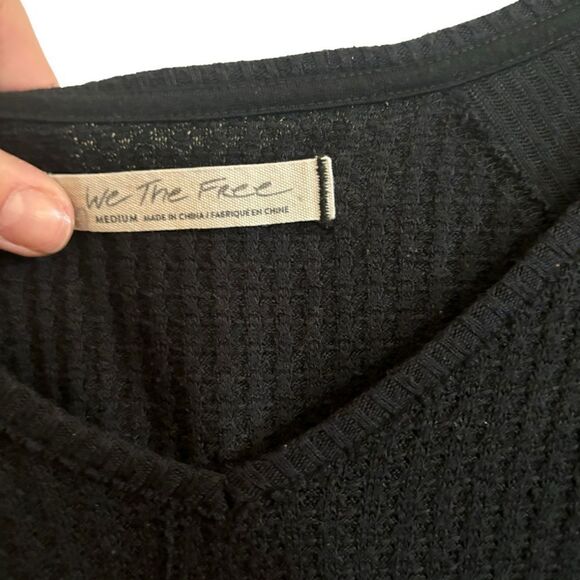 We The Free
MEDIUM MADE IN CHINA / FABRIQUÉ EN CHINE